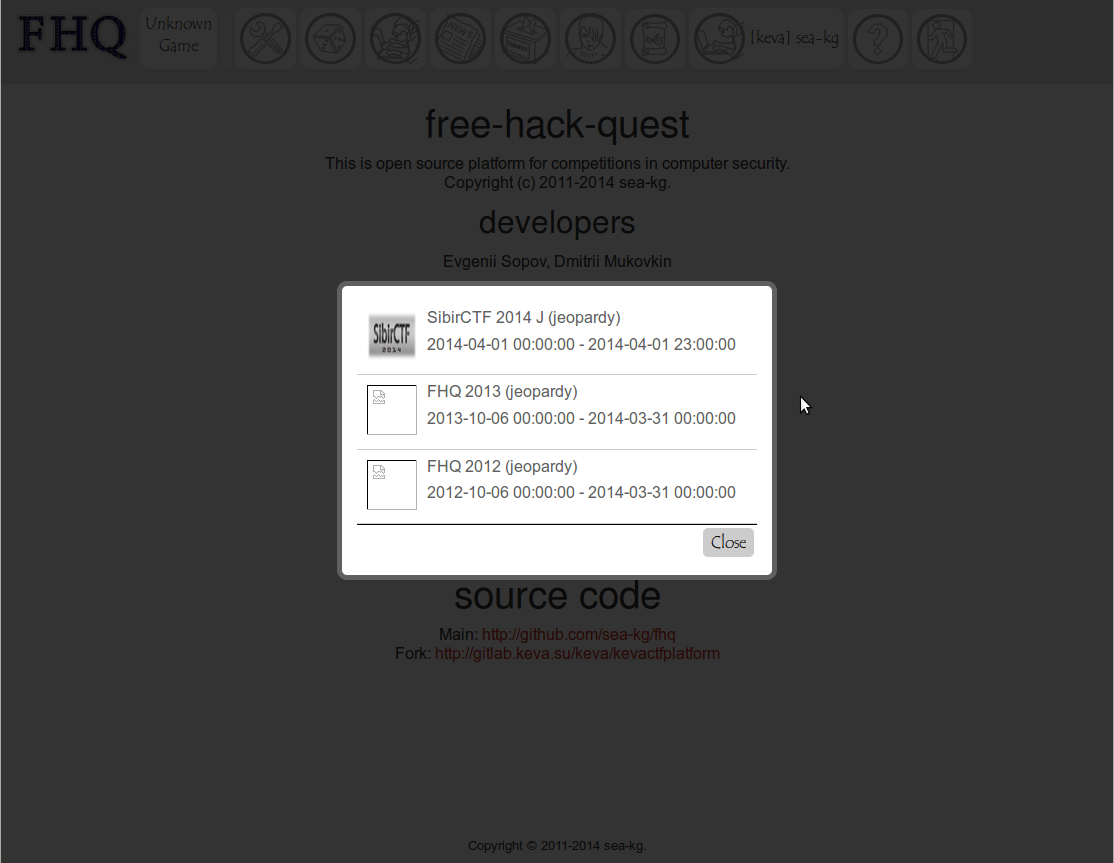 FHQ
Unknown
Game
[keva] sea-kg
free-hack-quest
This is open source platform for competitions in computer security.
Copyright (c) 2011-2014 sea-kg.
developers
Evgenii Sopov, Dmitrii Mukovkin
SibirCTF
2014
SibirCTF 2014 J (jeopardy)
2014-04-01 00:00:00 - 2014-04-01 23:00:00
FHQ 2013 (jeopardy)
2013-10-06 00:00:00 - 2014-03-31 00:00:00
FHQ 2012 (jeopardy)
2012-10-06 00:00:00 - 2014-03-31 00:00:00
Close
source code
Main: http://github.com/sea-kg/fhq
Fork: http://gitlab.keva.su/keva/kevactfplatform
Copyright © 2011-2014 sea-kg.